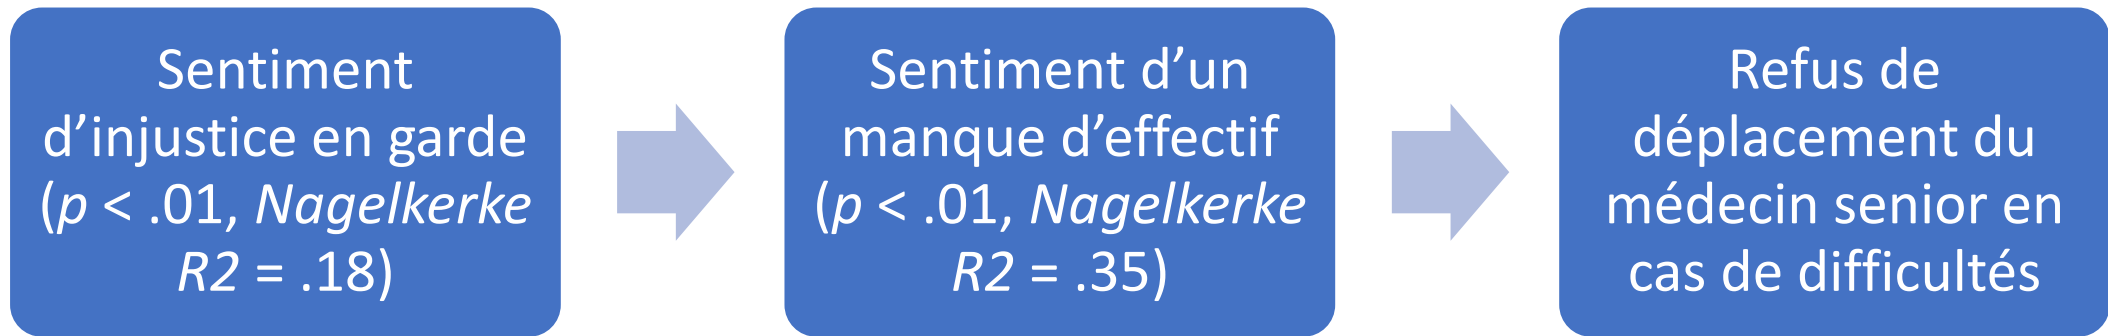 Sentiment
d’injustice en garde
(p < .01, Nagelkerke
R2 = .18)
Sentiment d’un
manque d’effectif
(p < .01, Nagelkerke
R2 = .35)
Refus de
déplacement du
médecin senior en
cas de difficultés